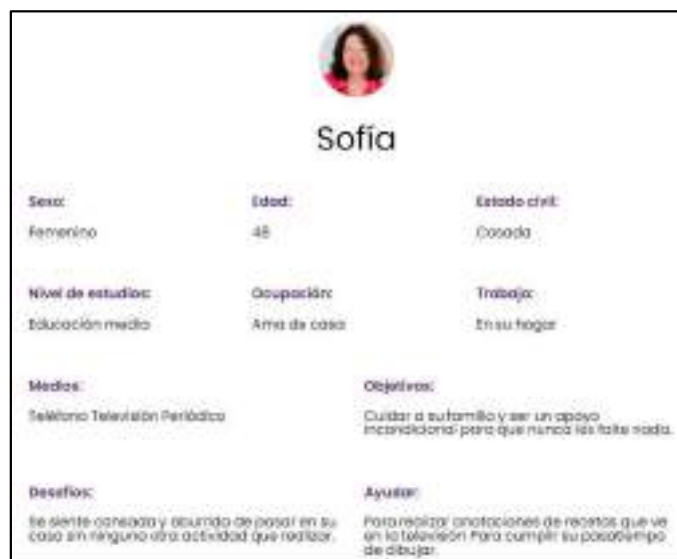 Sofía
Sexo: Edad: Estado civil:
Femenino 48 Casada
Nivel de estudios: Ocupación: Trabajo:
Educación media Ama de casa En su hogar
Medios: Objetivos:
Teléfono Televisión Periódico
Cuidar a su familia y ser un apoyo
incondicional para que nunca les falte nada.
Desafíos: Ayudar:
Se siente cansada y aburrida de pasar en su
casa sin ninguna otra actividad que realizar.
Para realizar anotaciones de recetas que ve
en la televisión Para cumplir su pasatiempo
de dibujar.